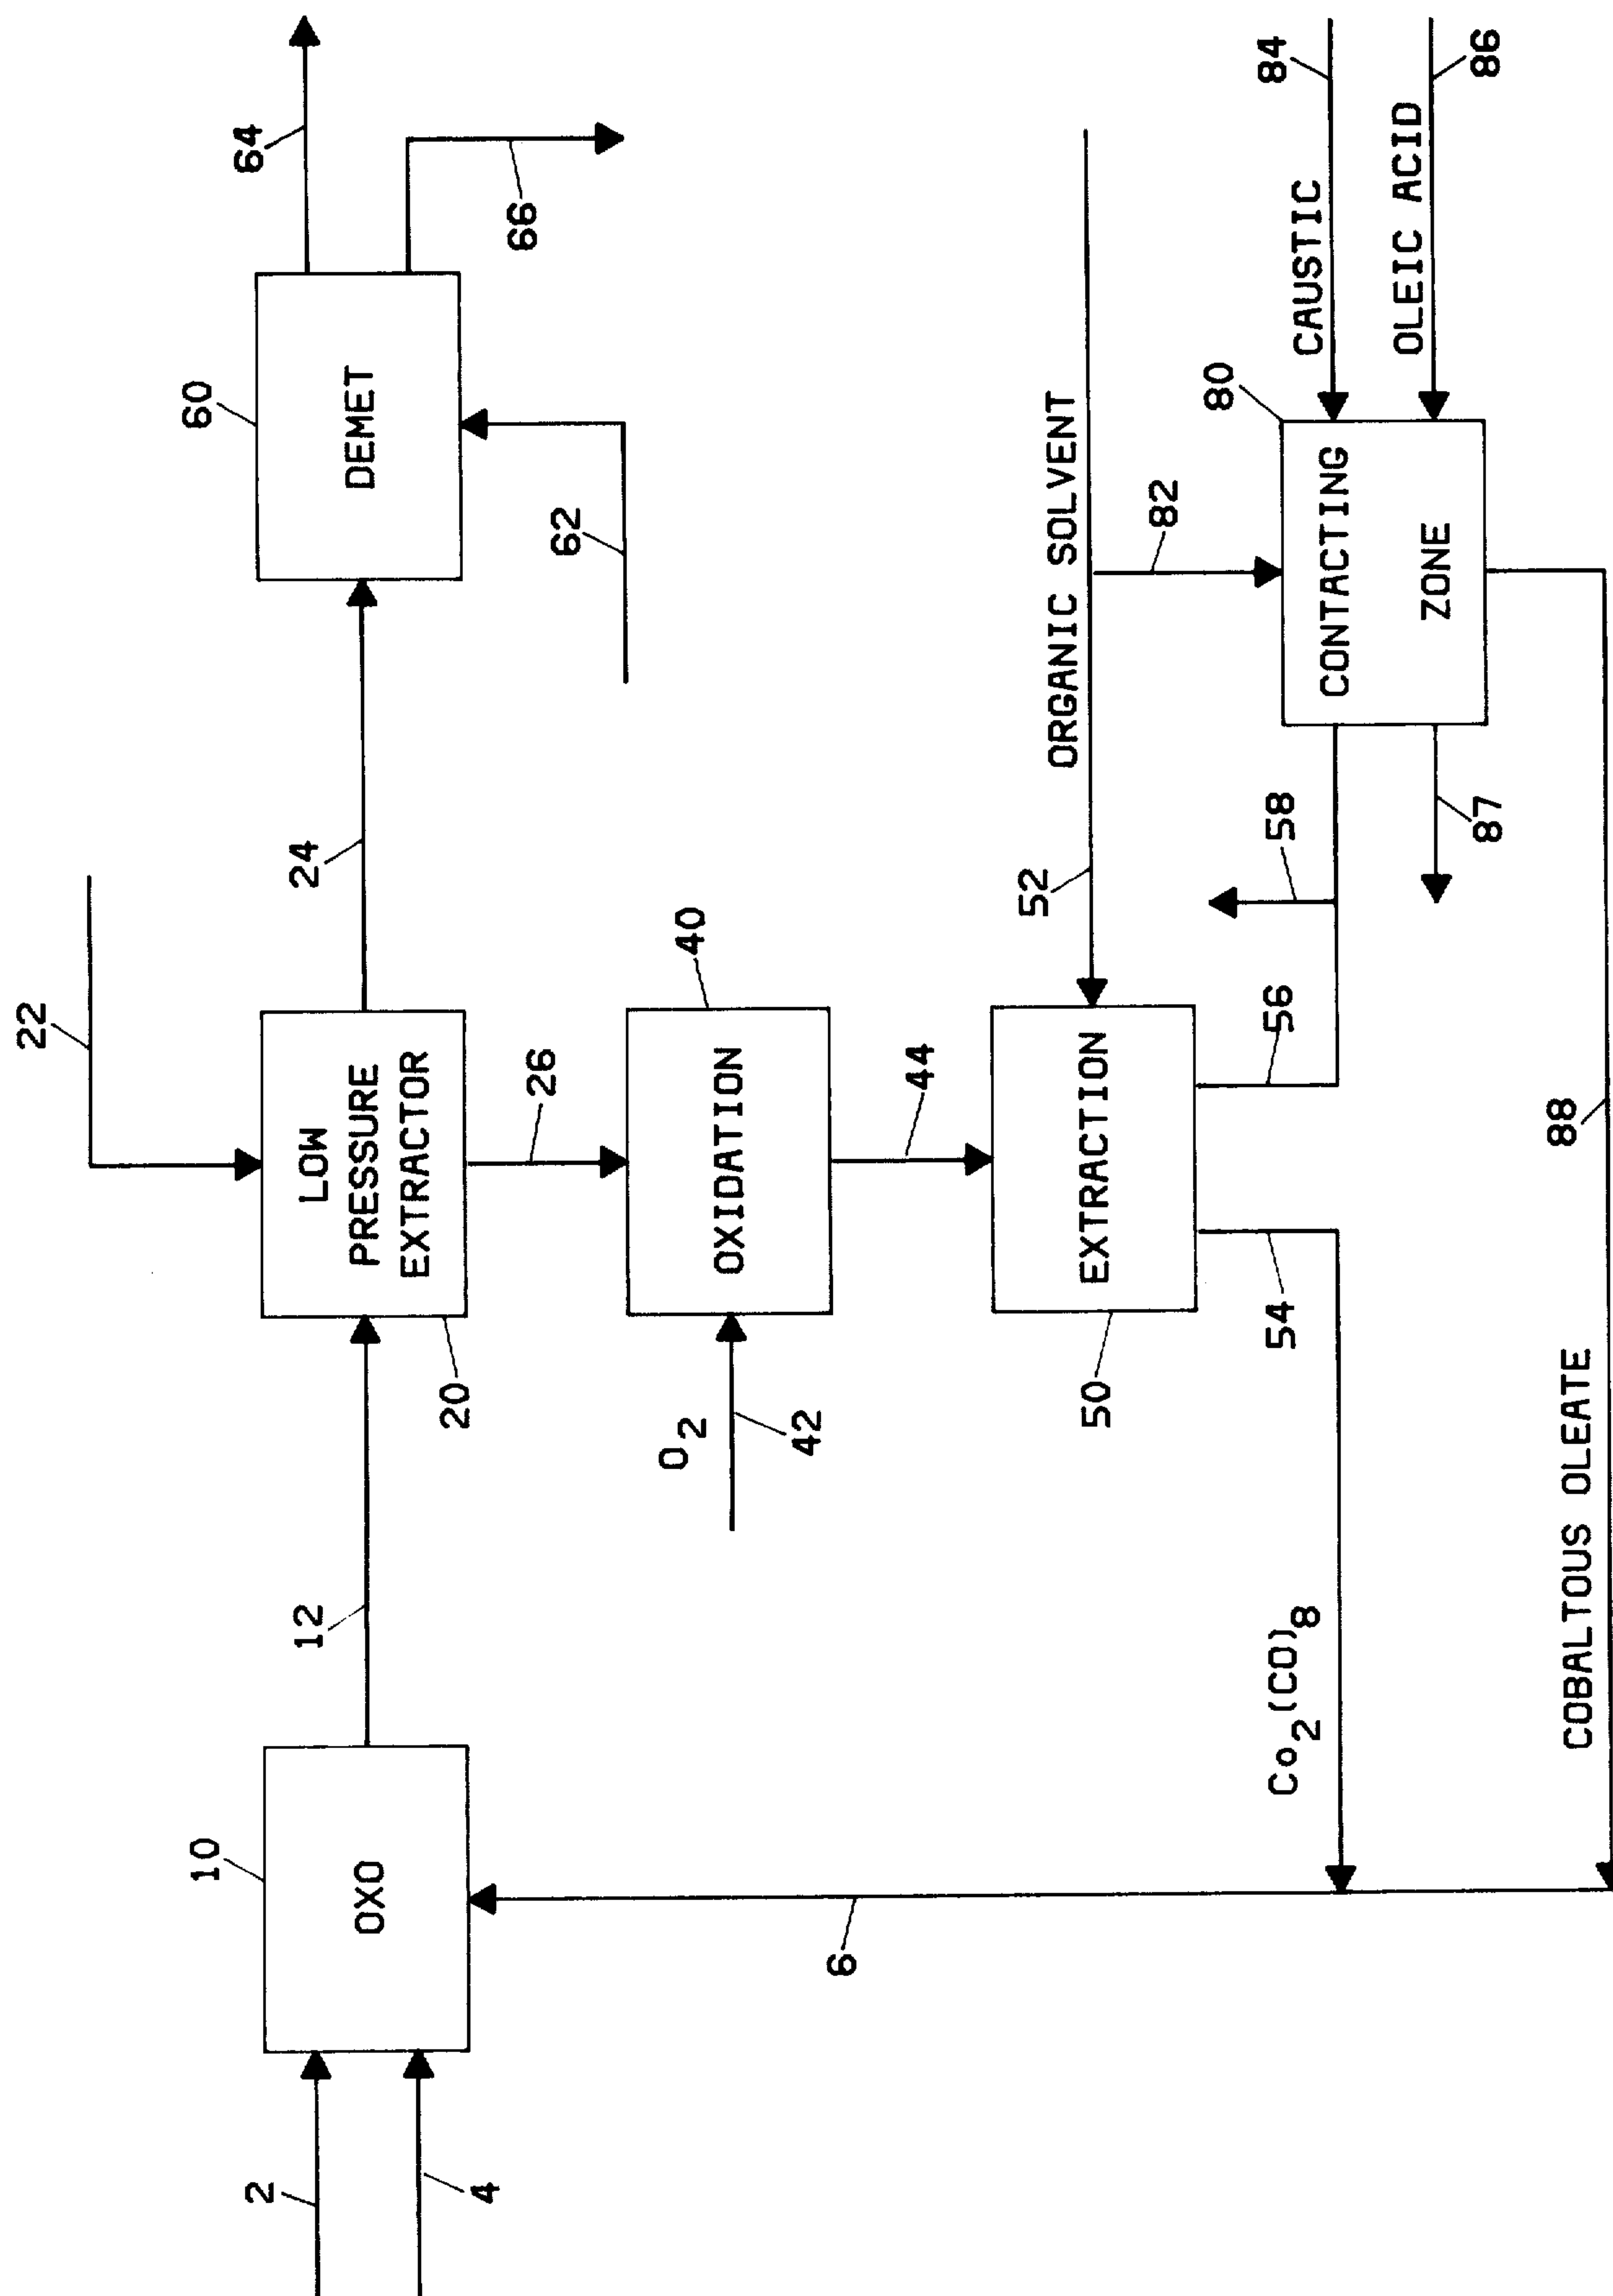 2
4
10
OXO
6
12
22
20
LOW
PRESSURE
EXTRACTOR
24
60
DEMET
62
64
66
26
O2
42
40
OXIDATION
44
50
EXTRACTION
52
ORGANIC SOLVENT
54
Co2(CO)8
56
58
82
80
CONTACTING
ZONE
CAUSTIC
84
OLEIC ACID
86
87
88
COBALTOUS OLEATE